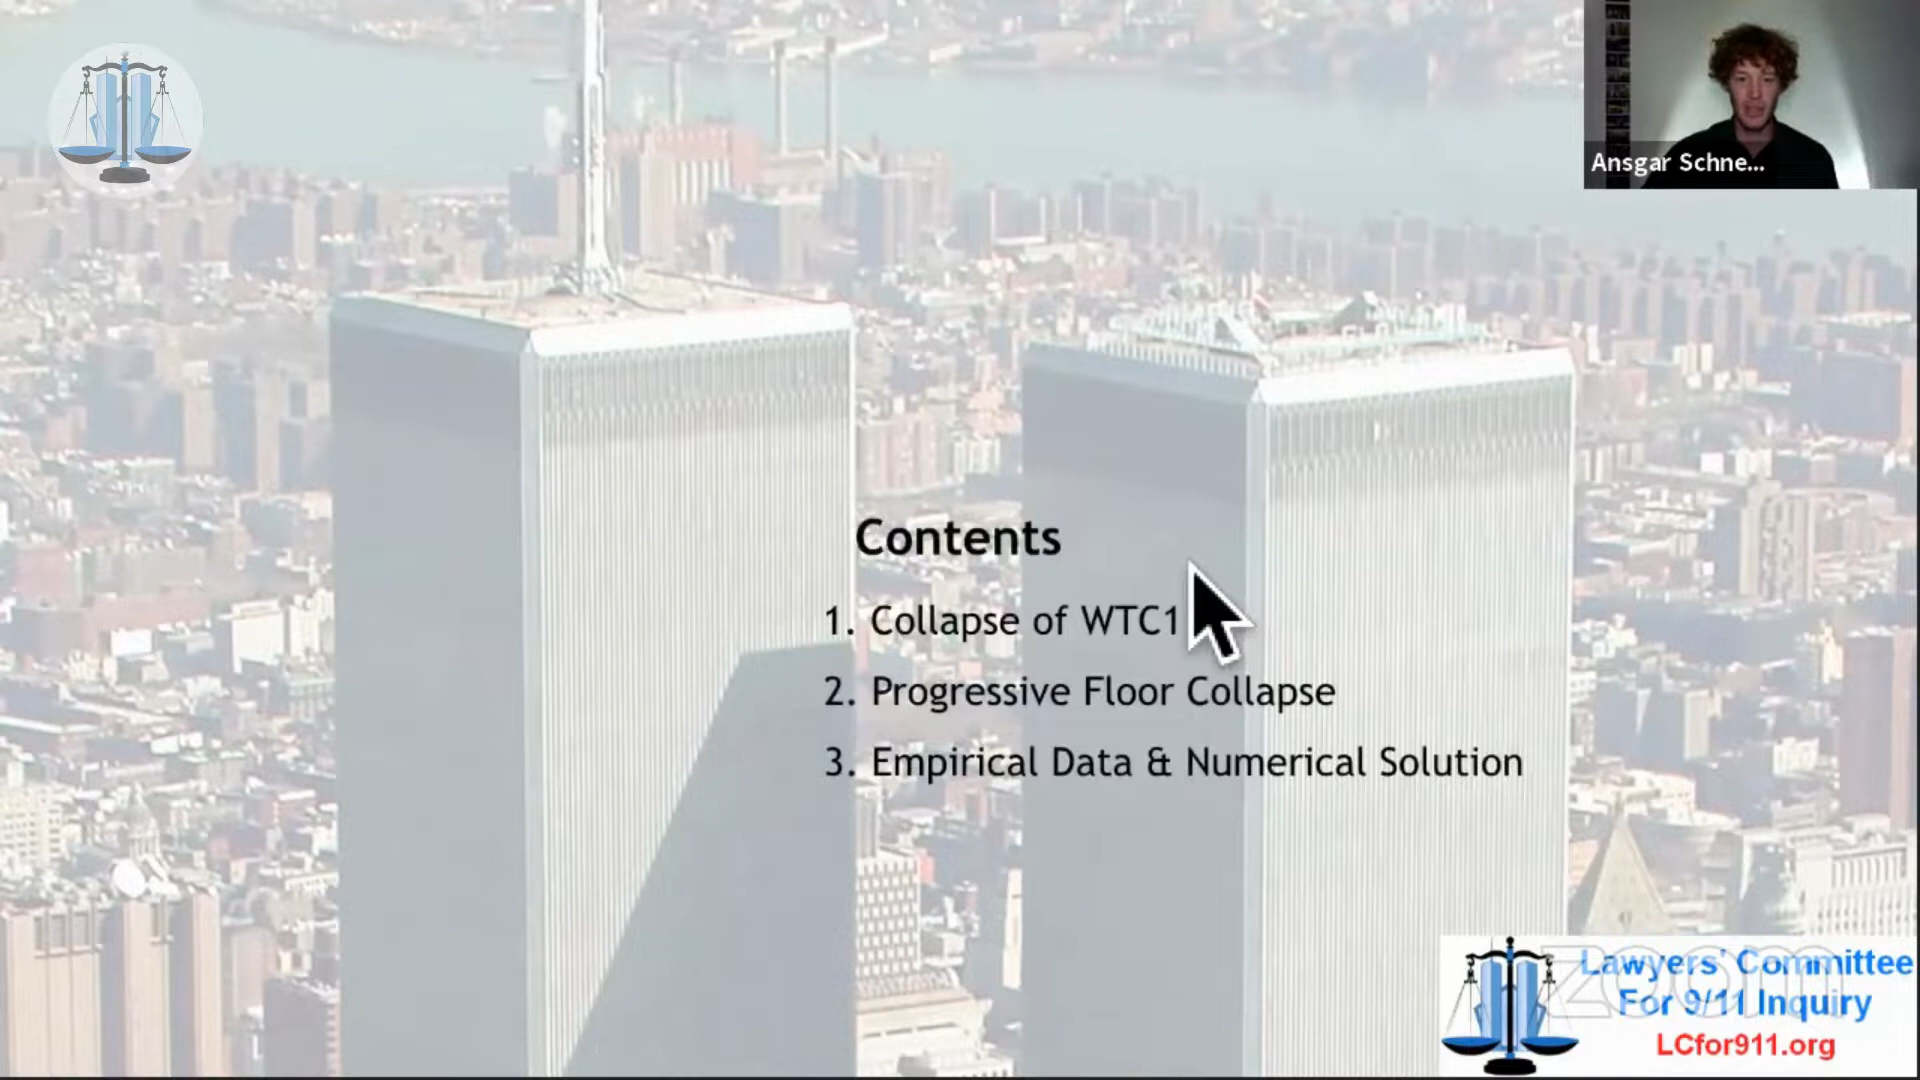 Ansgar Schne...
Contents
1. Collapse of WTC1
2. Progressive Floor Collapse
3. Empirical Data & Numerical Solution
zoom
Lawyers' Committee
For 9/11 Inquiry
LCfor911.org